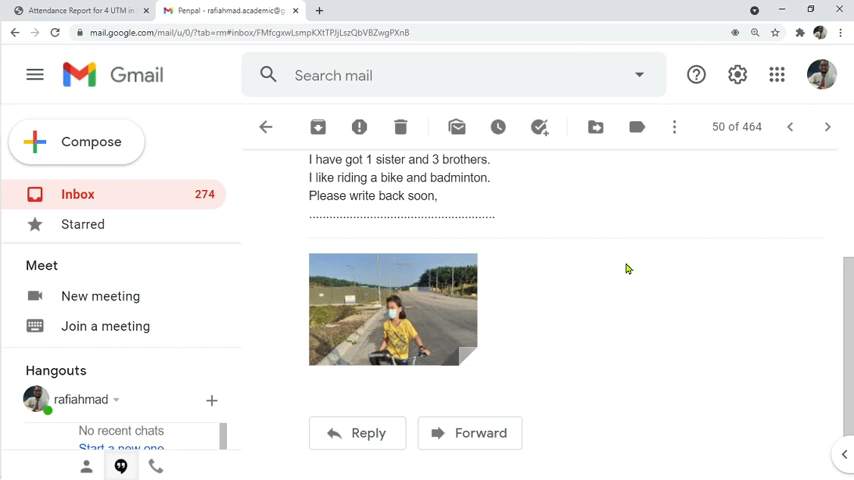 Attendance Report for 4 UTM in
Penpal - rafiahmad.academic@g
mail.google.com/mail/u/0/?tab=rm#inbox/FMfcgxwLsmpKXtTPJjLszQbVBZwgPXnB
Gmail
Search mail
Compose
50 of 464
I have got 1 sister and 3 brothers.
I like riding a bike and badminton.
Please write back soon,
.......................................................
Inbox 274
Starred
Meet
New meeting
Join a meeting
Hangouts
rafiahmad
No recent chats
Start a new one
Reply
Forward